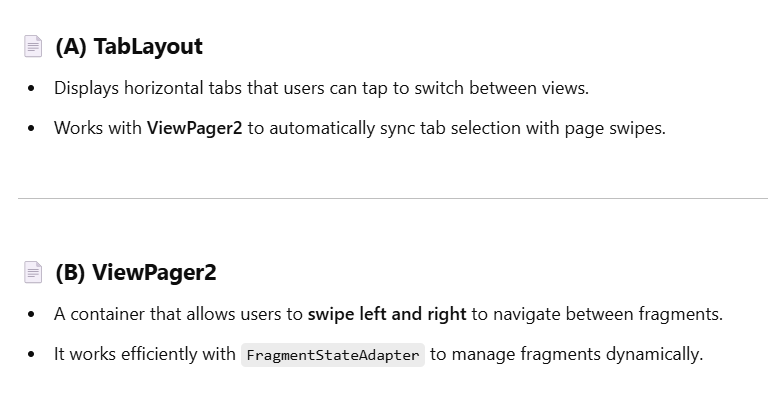 (A) TabLayout
• Displays horizontal tabs that users can tap to switch between views.
• Works with ViewPager2 to automatically sync tab selection with page swipes.
(B) ViewPager2
• A container that allows users to swipe left and right to navigate between fragments.
• It works efficiently with FragmentStateAdapter to manage fragments dynamically.